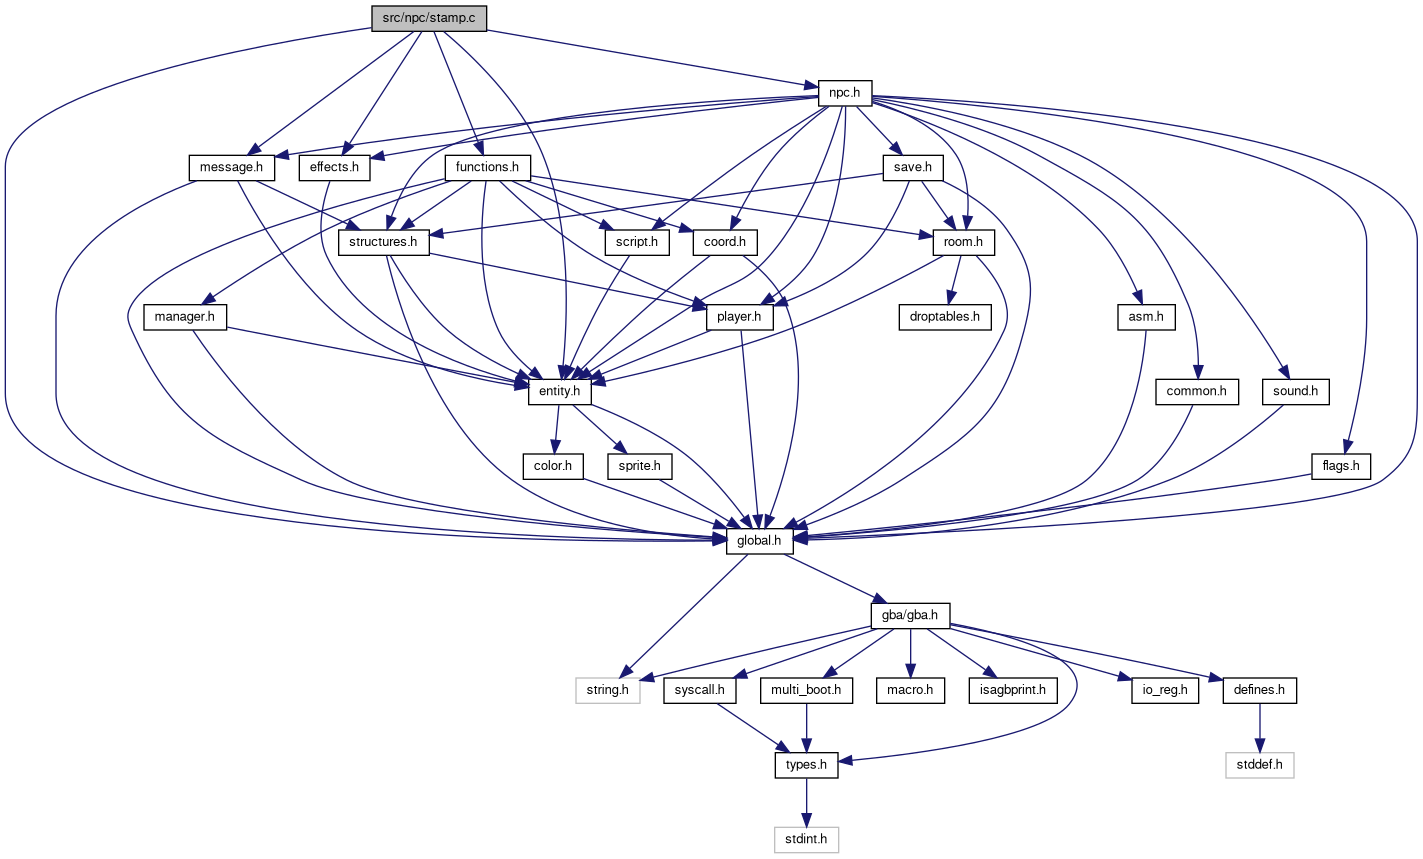 src/npc/stamp.c
npc.h
message.h
effects.h
functions.h
save.h
structures.h
script.h
coord.h
room.h
manager.h
player.h
droptables.h
asm.h
entity.h
common.h
sound.h
color.h
sprite.h
flags.h
global.h
gba/gba.h
string.h
syscall.h
multi_boot.h
macro.h
isagbprint.h
io_reg.h
defines.h
types.h
stddef.h
stdint.h